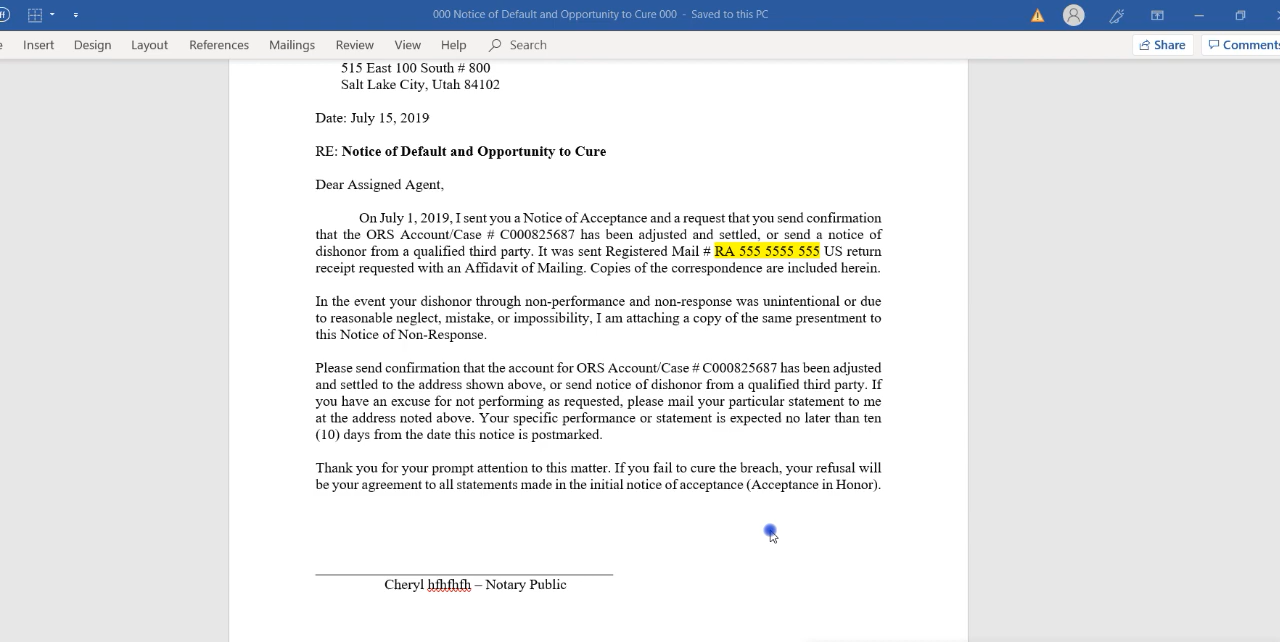 000 Notice of Default and Opportunity to Cure 000 - Saved to this PC
Insert Design Layout References Mailings Review View Help Search Share Comments
515 East 100 South # 800
Salt Lake City, Utah 84102
Date: July 15, 2019
RE: Notice of Default and Opportunity to Cure
Dear Assigned Agent,
On July 1, 2019, I sent you a Notice of Acceptance and a request that you send confirmation
that the ORS Account/Case # C000825687 has been adjusted and settled, or send a notice of
dishonor from a qualified third party. It was sent Registered Mail # RA 555 5555 555 US return
receipt requested with an Affidavit of Mailing. Copies of the correspondence are included herein.
In the event your dishonor through non-performance and non-response was unintentional or due
to reasonable neglect, mistake, or impossibility, I am attaching a copy of the same presentment to
this Notice of Non-Response.
Please send confirmation that the account for ORS Account/Case # C000825687 has been adjusted
and settled to the address shown above, or send notice of dishonor from a qualified third party. If
you have an excuse for not performing as requested, please mail your particular statement to me
at the address noted above. Your specific performance or statement is expected no later than ten
(10) days from the date this notice is postmarked.
Thank you for your prompt attention to this matter. If you fail to cure the breach, your refusal will
be your agreement to all statements made in the initial notice of acceptance (Acceptance in Honor).
Cheryl hfhfhfh – Notary Public